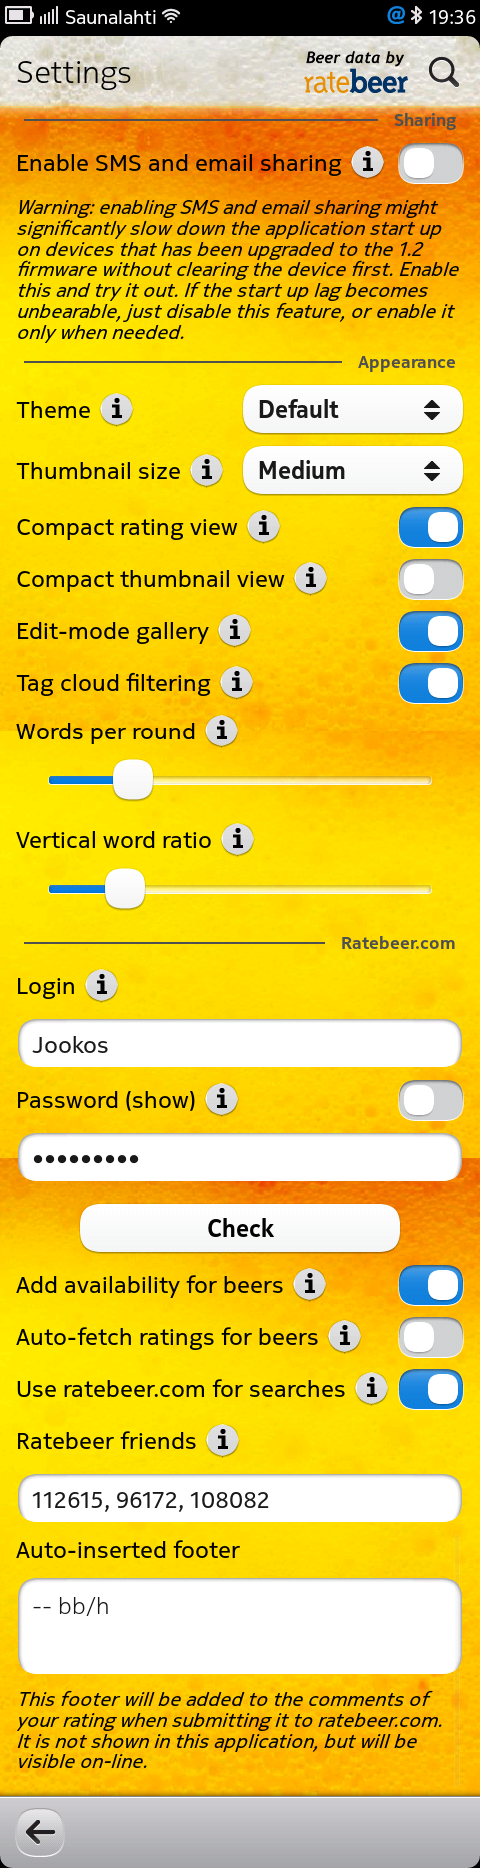 Saunalahti @ 19:36
Settings
Beer data by
ratebeer
Sharing
Enable SMS and email sharing i
Warning: enabling SMS and email sharing might
significantly slow down the application start up
on devices that has been upgraded to the 1.2
firmware without clearing the device first. Enable
this and try it out. If the start up lag becomes
unbearable, just disable this feature, or enable it
only when needed.
Appearance
Theme i Default
Thumbnail size i Medium
Compact rating view i
Compact thumbnail view i
Edit-mode gallery i
Tag cloud filtering i
Words per round i
Vertical word ratio i
Ratebeer.com
Login i
Jookos
Password (show) i
•••••••••
Check
Add availability for beers i
Auto-fetch ratings for beers i
Use ratebeer.com for searches i
Ratebeer friends i
112615, 96172, 108082
Auto-inserted footer
-- bb/h
This footer will be added to the comments of
your rating when submitting it to ratebeer.com.
It is not shown in this application, but will be
visible on-line.